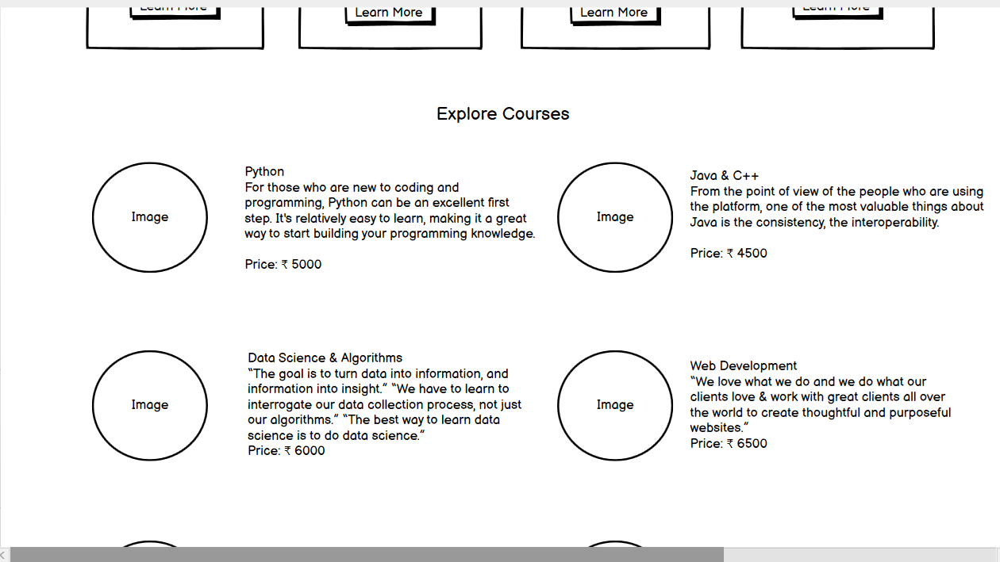 Learn More
Learn More
Learn More
Learn More
Explore Courses
Image
Python
For those who are new to coding and
programming, Python can be an excellent first
step. It's relatively easy to learn, making it a great
way to start building your programming knowledge.
Price: ₹ 5000
Image
Java & C++
From the point of view of the people who are using
the platform, one of the most valuable things about
Java is the consistency, the interoperability.
Price: ₹ 4500
Image
Data Science & Algorithms
“The goal is to turn data into information, and
information into insight.” “We have to learn to
interrogate our data collection process, not just
our algorithms.” “The best way to learn data
science is to do data science.”
Price: ₹ 6000
Image
Web Development
“We love what we do and we do what our
clients love & work with great clients all over
the world to create thoughtful and purposeful
websites.”
Price: ₹ 6500